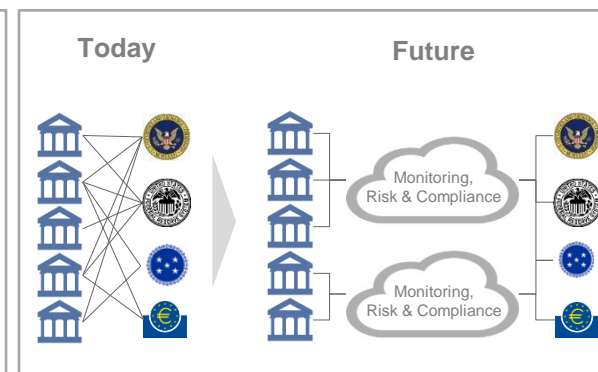 Today
Future
Monitoring,
Risk & Compliance
Monitoring,
Risk & Compliance